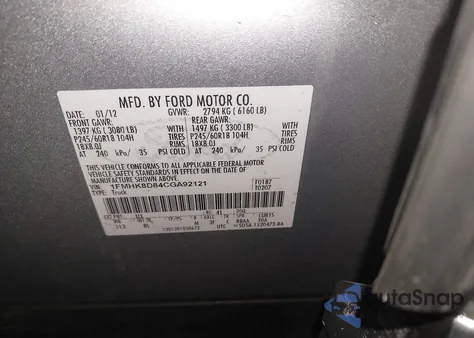 MFD. BY FORD MOTOR CO.
DATE: 01/12 GVWR: 2794 KG ( 6160 LB)
FRONT GAWR: REAR GAWR:
1397 KG ( 3080 LB) WITH 1497 KG ( 3300 LB) WITH
P245/60R18 104H TIRES P245/60R18 104H TIRES
18X8.0J RIMS 18X8.0J RIMS
AT 240 kPa/ 35 PSI COLD AT 240 kPa/ 35 PSI COLD
THIS VEHICLE CONFORMS TO ALL APPLICABLE FEDERAL MOTOR
VEHICLE SAFETY STANDARDS IN EFFECT ON THE DATE OF
MANUFACTURE SHOWN ABOVE.
VIN: 1FMHK8D84CGA92121 F0187
TYPE: Truck T0207
UTC
AutaSnap